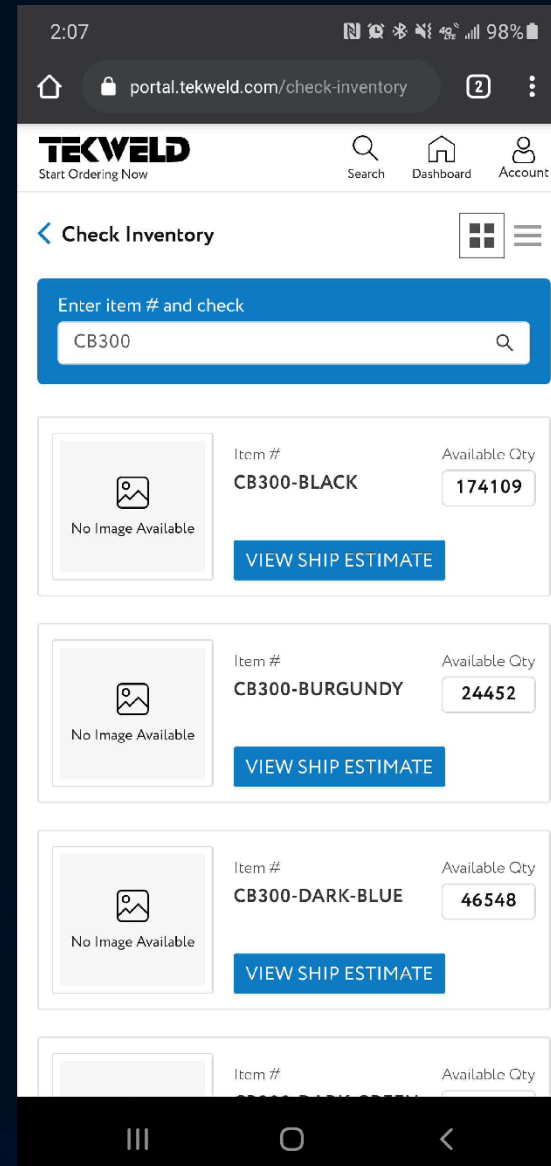 2:07
98%
portal.tekweld.com/check-inventory
2
TEKWELD
Start Ordering Now
Search
Dashboard
Account
Check Inventory
Enter item # and check
CB300
No Image Available
Item #
CB300-BLACK
Available Qty
174109
VIEW SHIP ESTIMATE
No Image Available
Item #
CB300-BURGUNDY
Available Qty
24452
VIEW SHIP ESTIMATE
No Image Available
Item #
CB300-DARK-BLUE
Available Qty
46548
VIEW SHIP ESTIMATE
Item #
CB300-DARK-GREEN
Available Qty